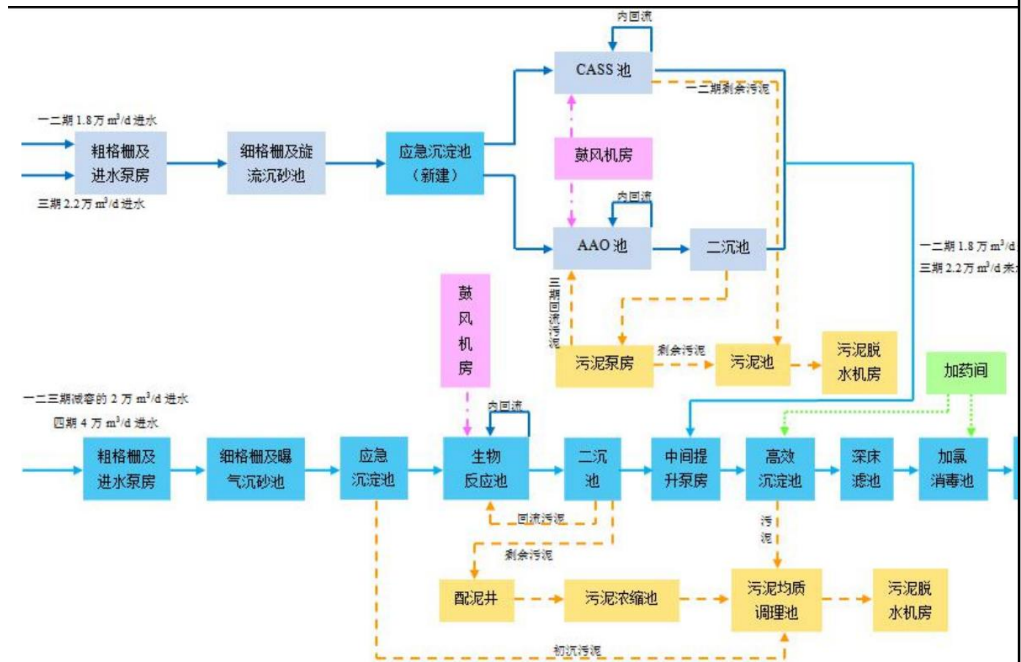 内回流
CASS 池
一二期剩余污泥
一二期 1.8万 m³/d 进水
粗格栅及
进水泵房
细格栅及旋
流沉砂池
应急沉淀池
（新建）
鼓风机房
三期 2.2万 m³/d 进水
内回流
AAO 池
二沉池
一二期 1.8万 m³/d
三期 2.2万 m³/d 来
鼓
风
机
房
三期回流污泥
污泥泵房
剩余污泥
污泥池
污泥脱
水机房
加药间
一二三期减容的 2 万 m³/d 进水
四期 4 万 m³/d 进水
内回流
粗格栅及
进水泵房
细格栅及曝
气沉砂池
应急
沉淀池
生物
反应池
二沉
池
中间提
升泵房
高效
沉淀池
深床
滤池
加氯
消毒池
回流污泥
污
泥
剩余污泥
配泥井
污泥浓缩池
污泥均质
调理池
污泥脱
水机房
初沉污泥